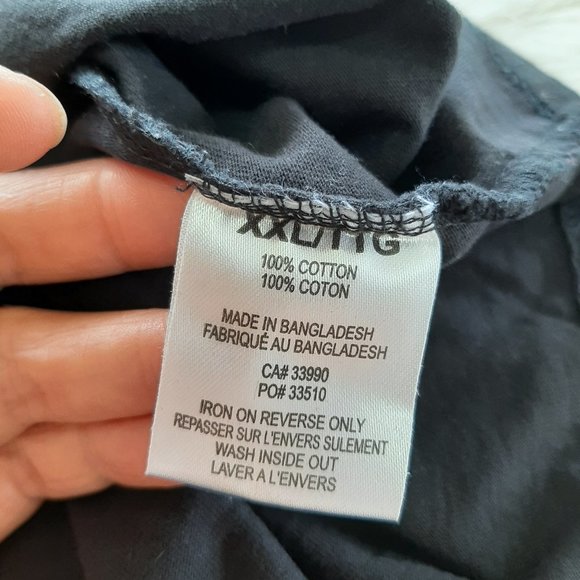 XXL/TTG
100% COTTON
100% COTON
MADE IN BANGLADESH
FABRIQUÉ AU BANGLADESH
CA# 33990
PO# 33510
IRON ON REVERSE ONLY
REPASSER SUR L'ENVERS SULEMENT
WASH INSIDE OUT
LAVER A L'ENVERS